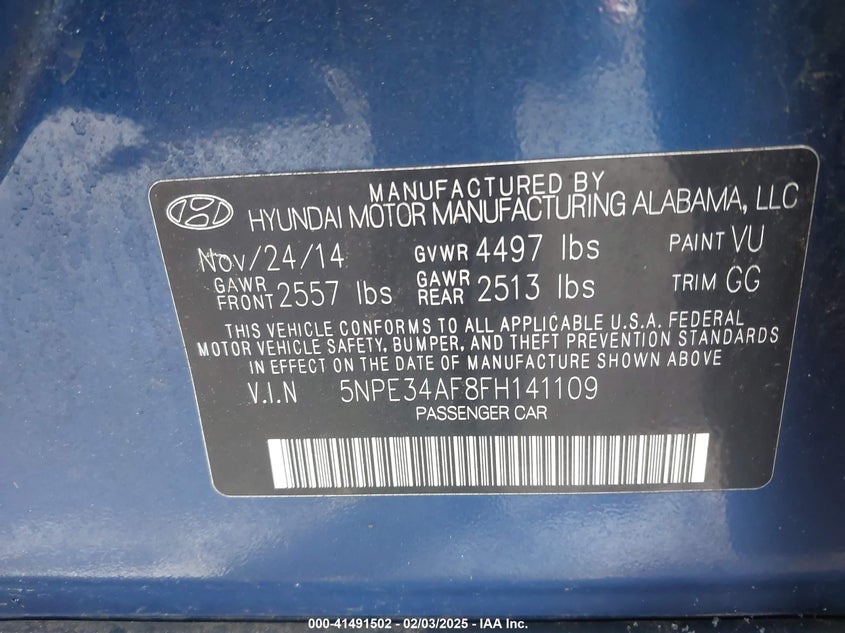 MANUFACTURED BY
HYUNDAI MOTOR MANUFACTURING ALABAMA, LLC
Nov/24/14 GVWR 4497 lbs PAINT VU
GAWR FRONT 2557 lbs GAWR REAR 2513 lbs TRIM GG
THIS VEHICLE CONFORMS TO ALL APPLICABLE U.S.A. FEDERAL
MOTOR VEHICLE SAFETY, BUMPER, AND THEFT PREVENTION STANDARDS
IN EFFECT ON THE DATE OF MANUFACTURE SHOWN ABOVE
V.I.N 5NPE34AF8FH141109
PASSENGER CAR
000-41491502 - 02/03/2025 - IAA Inc.